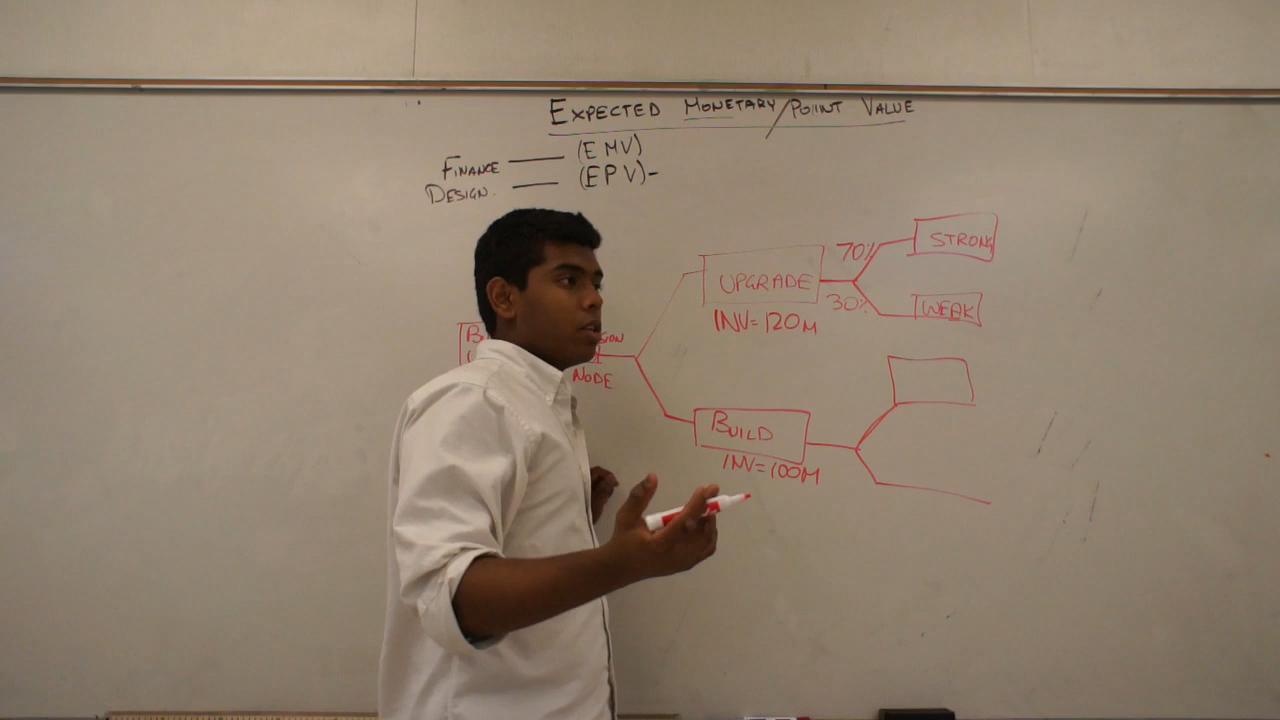 EXPECTED MONETARY/POINT VALUE
FINANCE — (EMV)
DESIGN. — (EPV)-
70% STRONG
UPGRADE
30% WEAK
INV=120M
NODE
BUILD
INV=100M